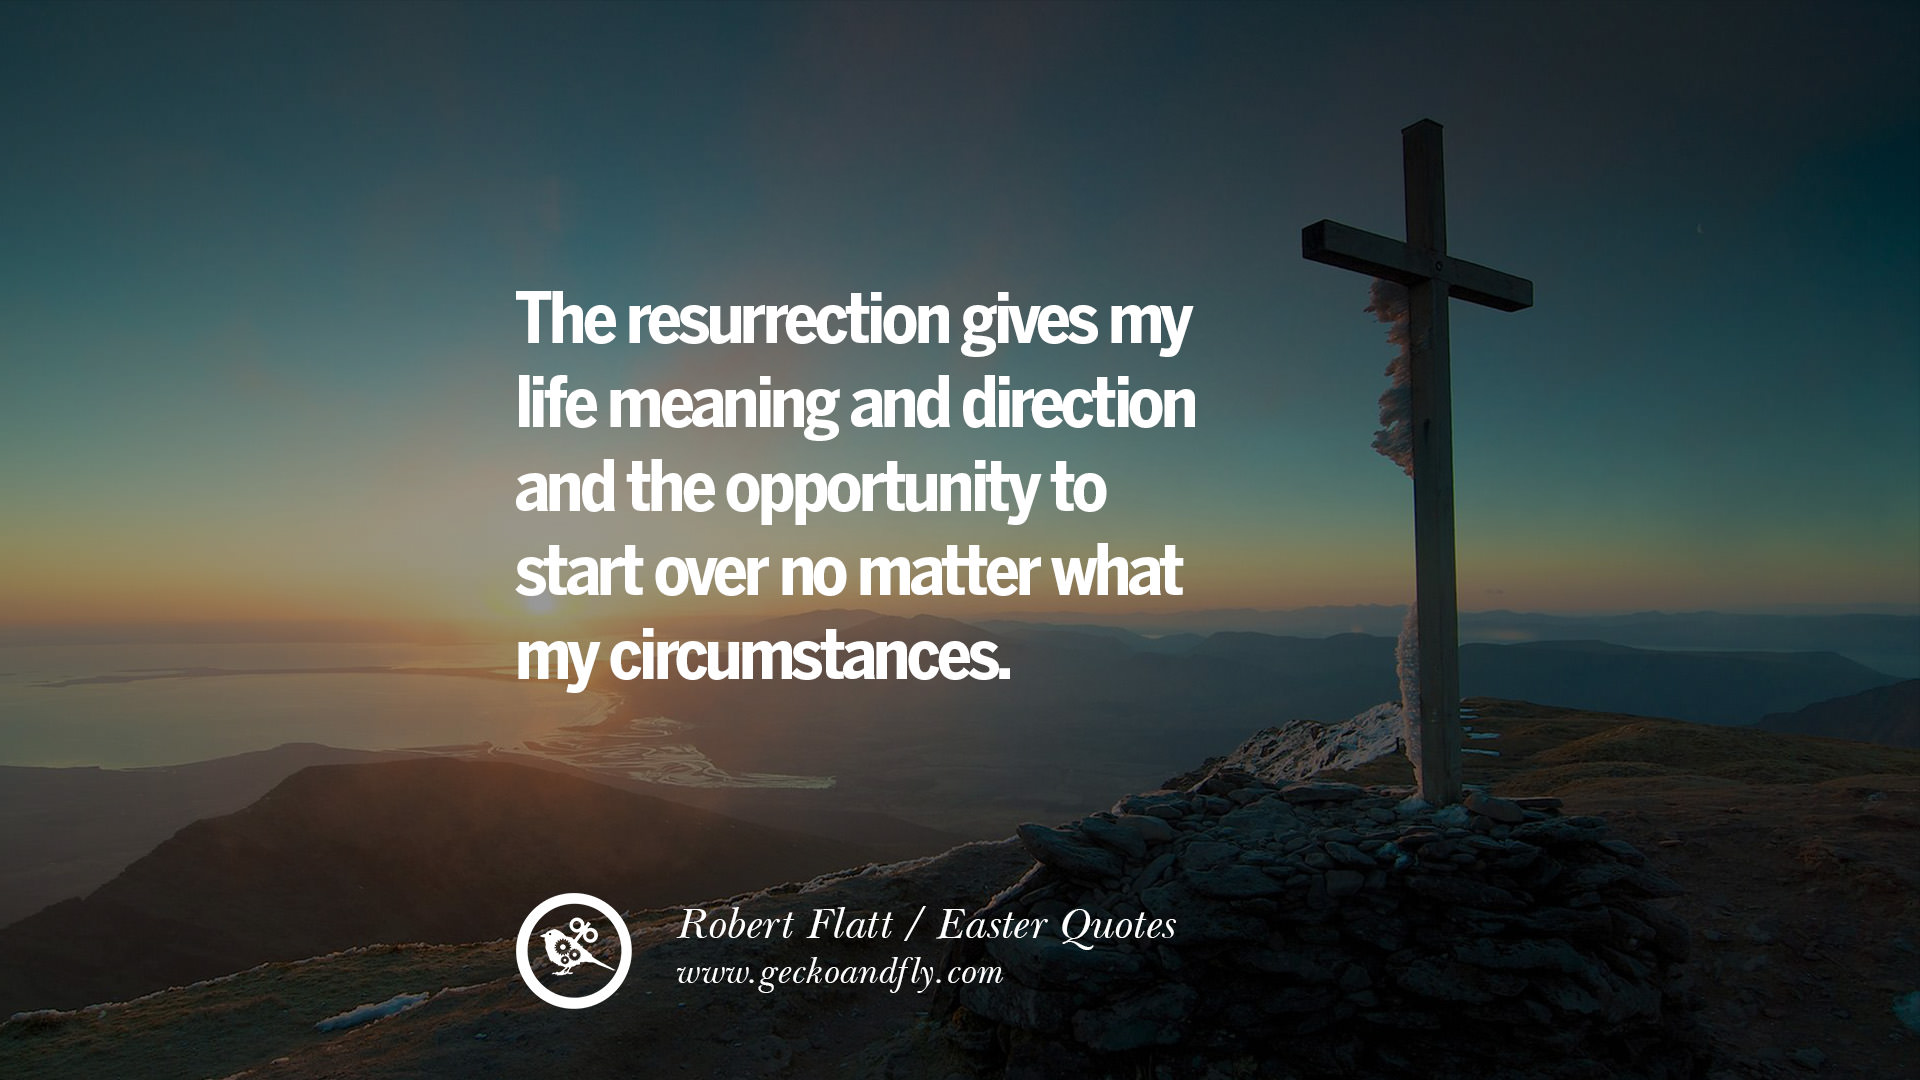 The resurrection gives my
life meaning and direction
and the opportunity to
start over no matter what
my circumstances.
Robert Flatt / Easter Quotes
www.geckoandfly.com